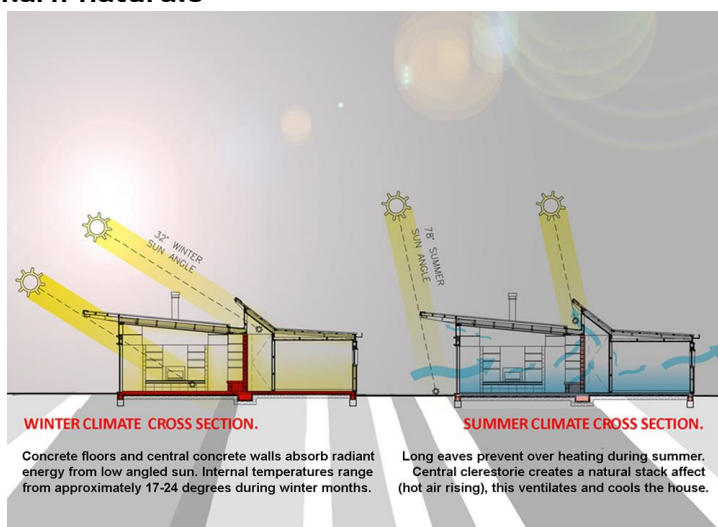 32° WINTER
SUN ANGLE
78° SUMMER
SUN ANGLE
WINTER CLIMATE CROSS SECTION.
Concrete floors and central concrete walls absorb radiant
energy from low angled sun. Internal temperatures range
from approximately 17-24 degrees during winter months.
SUMMER CLIMATE CROSS SECTION.
Long eaves prevent over heating during summer.
Central clerestorie creates a natural stack affect
(hot air rising), this ventilates and cools the house.